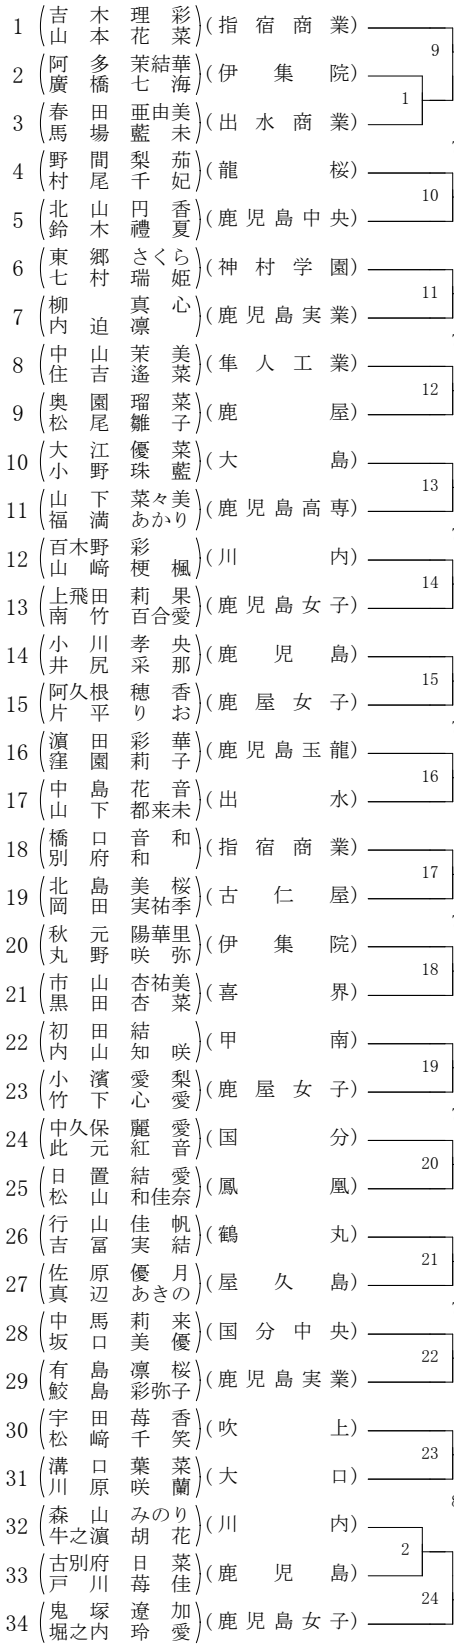 吉木理彩
1 (指宿商業)
山本花菜
9
阿多茉結華
2 (伊集院)
廣橋七海
1
春田亜由美
3 (出水商業)
馬場藍未
野間梨茄
4 (龍桜)
村尾千妃
10
北山円香
5 (鹿児島中央)
鈴木禮夏
東郷さくら
6 (神村学園)
七村瑞姫
11
柳真心
7 (鹿児島実業)
内迫凛
中山茉美
8 (隼人工業)
住吉遙菜
12
奥園瑠菜
9 (鹿屋)
松尾雛子
大江優菜
10 (大島)
小野珠藍
13
山下菜々美
11 (鹿児島高専)
福満あかり
百木野彩
12 (川内)
山﨑梗楓
14
上飛田莉果
13 (鹿児島女子)
南竹百合愛
小川孝央
14 (鹿児島)
井尻采那
15
阿久根穂香
15 (鹿屋女子)
片平りお
濵田彩華
16 (鹿児島玉龍)
窪園莉子
16
中島花音
17 (出水)
山下都来未
橋口音和
18 (指宿商業)
別府和
17
北島美桜
19 (古仁屋)
岡田実祐季
秋元陽華里
20 (伊集院)
丸野咲弥
18
市山杏祐美
21 (喜界)
黒田杏菜
初田結
22 (甲南)
内山知咲
19
小濱愛梨
23 (鹿屋女子)
竹下心愛
中久保麗愛
24 (国分)
此元紅音
20
日置結愛
25 (鳳凰)
松山和佳奈
行山佳帆
26 (鶴丸)
吉冨実結
21
佐原優月
27 (屋久島)
真辺あきの
中馬莉来
28 (国分中央)
坂口美優
22
有島凛桜
29 (鹿児島実業)
鮫島彩弥子
宇田苺香
30 (吹上)
松﨑千笑
23
溝口葉菜
31 (大口)
川原咲蘭
森山みのり
32 (川内)
牛之濵胡花
2
古別府日菜
33 (鹿児島)
戸川苺佳
24
鬼塚遼加
34 (鹿児島女子)
堀之内玲愛